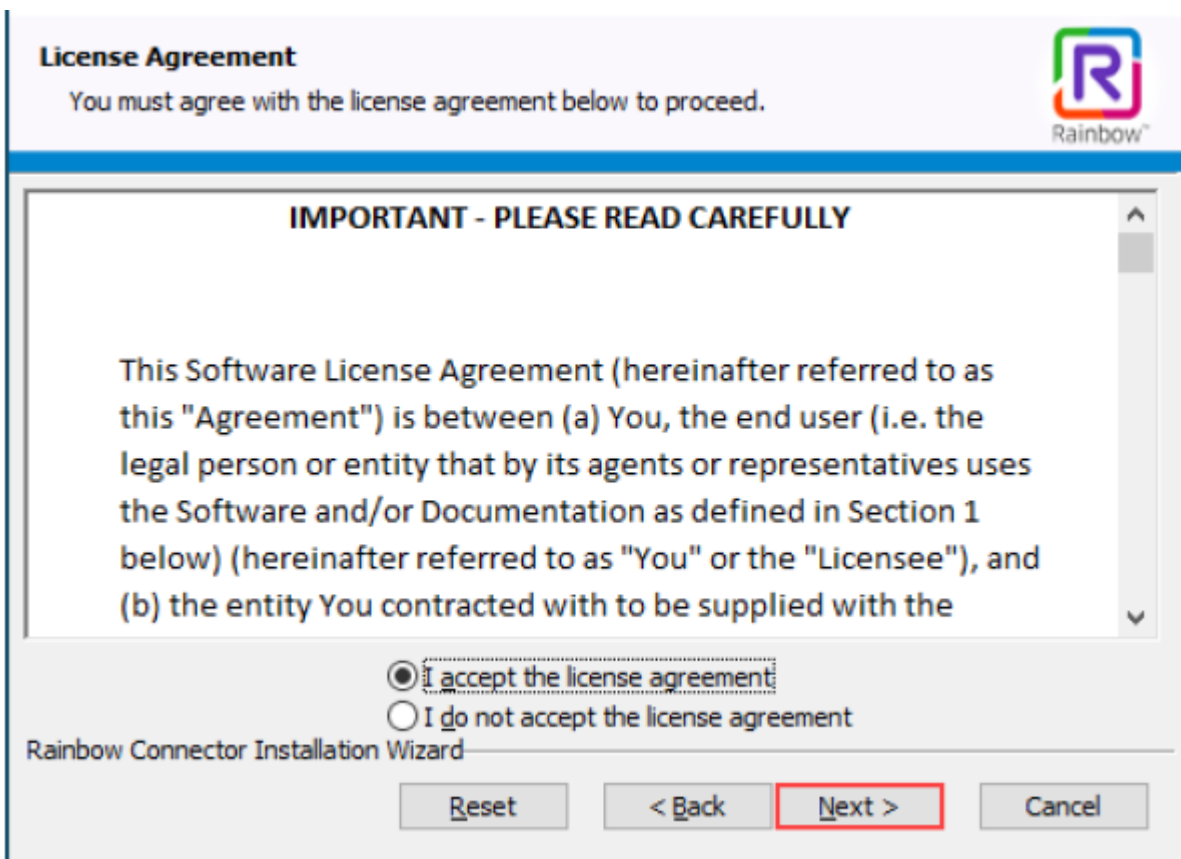 License Agreement
You must agree with the license agreement below to proceed.
R
Rainbow™
IMPORTANT - PLEASE READ CAREFULLY
This Software License Agreement (hereinafter referred to as
this "Agreement") is between (a) You, the end user (i.e. the
legal person or entity that by its agents or representatives uses
the Software and/or Documentation as defined in Section 1
below) (hereinafter referred to as "You" or the "Licensee"), and
(b) the entity You contracted with to be supplied with the
I accept the license agreement
I do not accept the license agreement
Rainbow Connector Installation Wizard
Reset
< Back
Next >
Cancel